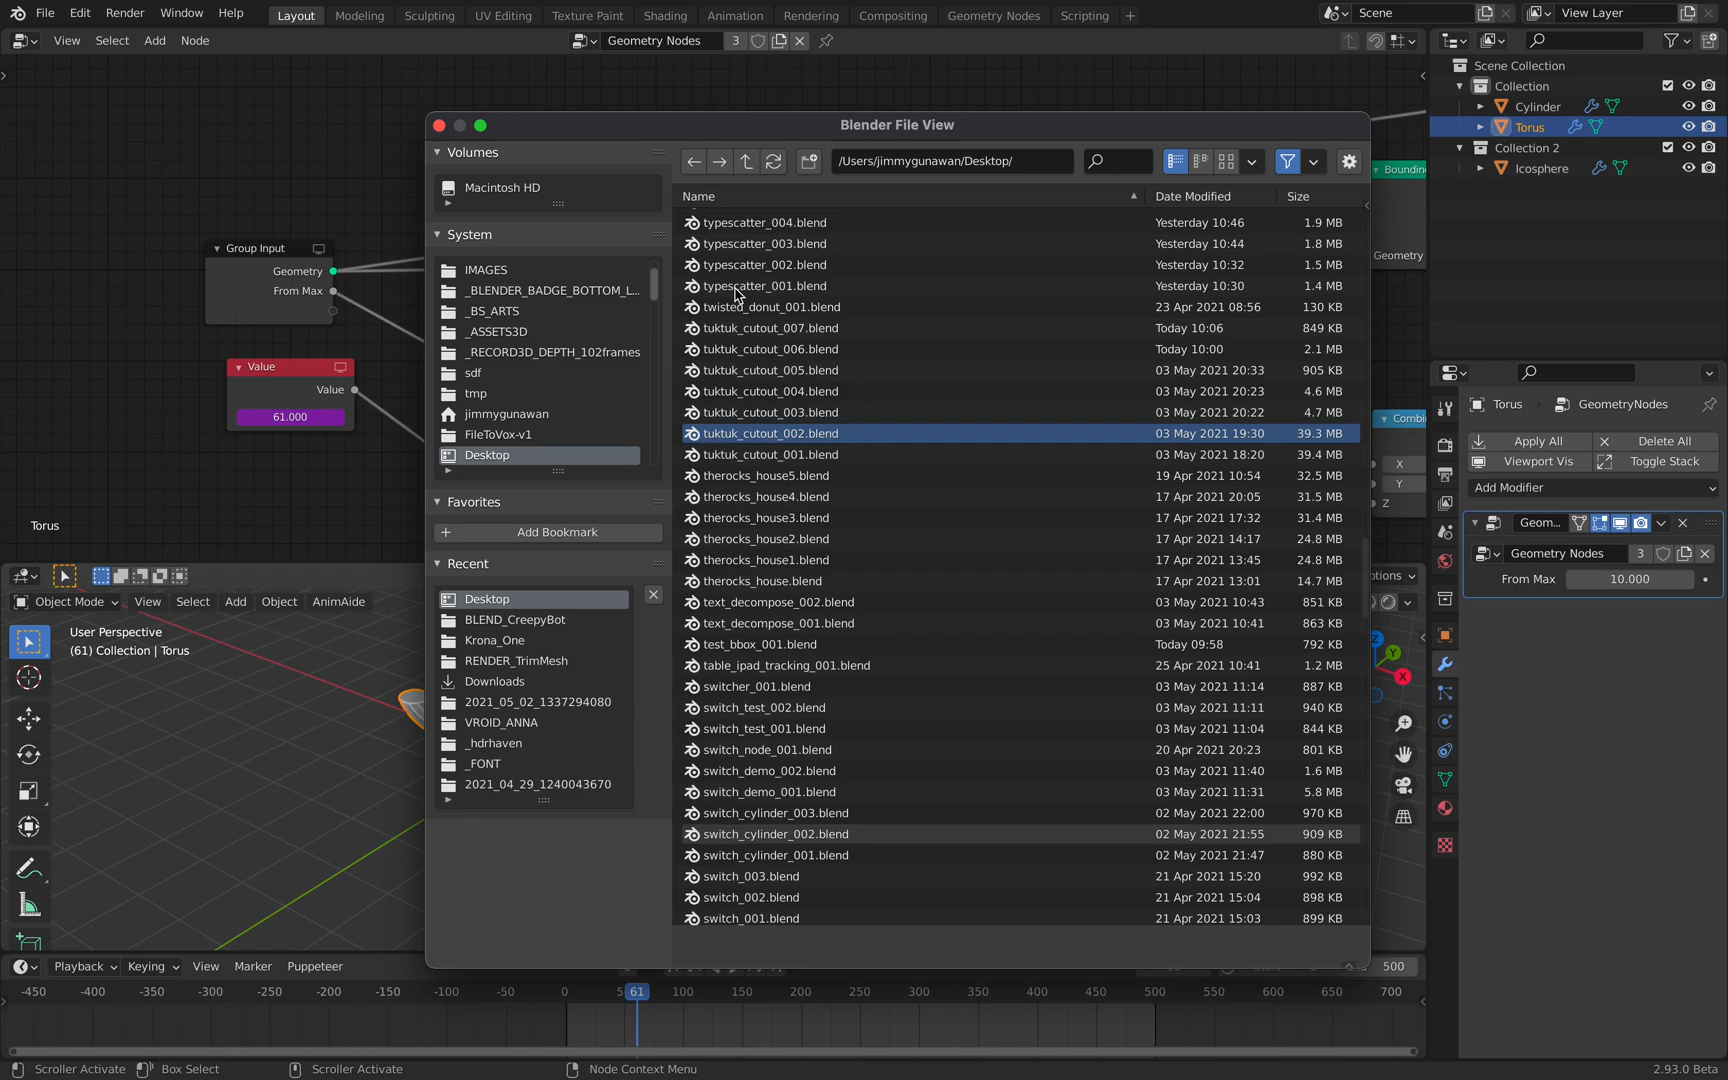 File Edit Render Window Help Layout Modeling Sculpting UV Editing Texture Paint Shading Animation Rendering Compositing Geometry Nodes Scripting Scene View Layer
View Select Add Node Geometry Nodes 3
Scene Collection
Collection
Cylinder
Torus
Collection 2
Icosphere
Group Input
Geometry
From Max
Value
Value
61.000
Torus
Blender File View
Volumes
Macintosh HD
System
IMAGES
_BLENDER_BADGE_BOTTOM_L...
_BS_ARTS
_ASSETS3D
_RECORD3D_DEPTH_102frames
sdf
tmp
jimmygunawan
FileToVox-v1
Desktop
Favorites
Add Bookmark
Recent
Desktop
BLEND_CreepyBot
Krona_One
RENDER_TrimMesh
Downloads
2021_05_02_1337294080
VROID_ANNA
_hdrhaven
_FONT
2021_04_29_1240043670
/Users/jimmygunawan/Desktop/
Name Date Modified Size
typescatter_004.blend Yesterday 10:46 1.9 MB
typescatter_003.blend Yesterday 10:44 1.8 MB
typescatter_002.blend Yesterday 10:32 1.5 MB
typescatter_001.blend Yesterday 10:30 1.4 MB
twisted_donut_001.blend 23 Apr 2021 08:56 130 KB
tuktuk_cutout_007.blend Today 10:06 849 KB
tuktuk_cutout_006.blend Today 10:00 2.1 MB
tuktuk_cutout_005.blend 03 May 2021 20:33 905 KB
tuktuk_cutout_004.blend 03 May 2021 20:23 4.6 MB
tuktuk_cutout_003.blend 03 May 2021 20:22 4.7 MB
tuktuk_cutout_002.blend 03 May 2021 19:30 39.3 MB
tuktuk_cutout_001.blend 03 May 2021 18:20 39.4 MB
therocks_house5.blend 19 Apr 2021 10:54 32.5 MB
therocks_house4.blend 17 Apr 2021 20:05 31.5 MB
therocks_house3.blend 17 Apr 2021 17:32 31.4 MB
therocks_house2.blend 17 Apr 2021 14:17 24.8 MB
therocks_house1.blend 17 Apr 2021 13:45 24.8 MB
therocks_house.blend 17 Apr 2021 13:01 14.7 MB
text_decompose_002.blend 03 May 2021 10:43 851 KB
text_decompose_001.blend 03 May 2021 10:41 863 KB
test_bbox_001.blend Today 09:58 792 KB
table_ipad_tracking_001.blend 25 Apr 2021 10:41 1.2 MB
switcher_001.blend 03 May 2021 11:14 887 KB
switch_test_002.blend 03 May 2021 11:11 940 KB
switch_test_001.blend 03 May 2021 11:04 844 KB
switch_node_001.blend 20 Apr 2021 20:23 801 KB
switch_demo_002.blend 03 May 2021 11:40 1.6 MB
switch_demo_001.blend 03 May 2021 11:31 5.8 MB
switch_cylinder_003.blend 02 May 2021 22:00 970 KB
switch_cylinder_002.blend 02 May 2021 21:55 909 KB
switch_cylinder_001.blend 02 May 2021 21:47 880 KB
switch_003.blend 21 Apr 2021 15:20 992 KB
switch_002.blend 21 Apr 2021 15:04 898 KB
switch_001.blend 21 Apr 2021 15:03 899 KB
Bounding
Geometry
Combi
X
Y
Z
Torus GeometryNodes
Apply All Delete All
Viewport Vis Toggle Stack
Add Modifier
Geom...
Geometry Nodes 3
From Max 10.000
Object Mode View Select Add Object AnimAide
ptions
User Perspective
(61) Collection | Torus
Z
Y
X
Playback Keying View Marker Puppeteer 500
-450 -400 -350 -300 -250 -200 -150 -100 -50 0 5 61 100 150 200 250 300 350 400 450 500 550 600 650 700
Scroller Activate Box Select Scroller Activate Node Context Menu 2.93.0 Beta